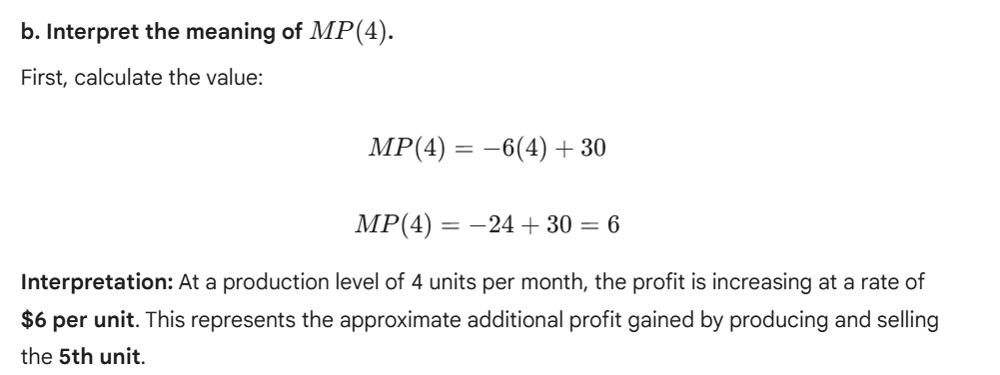 b. Interpret the meaning of MP(4).
First, calculate the value:
MP(4) = −6(4) + 30
MP(4) = −24 + 30 = 6
Interpretation: At a production level of 4 units per month, the profit is increasing at a rate of
$6 per unit. This represents the approximate additional profit gained by producing and selling
the 5th unit.